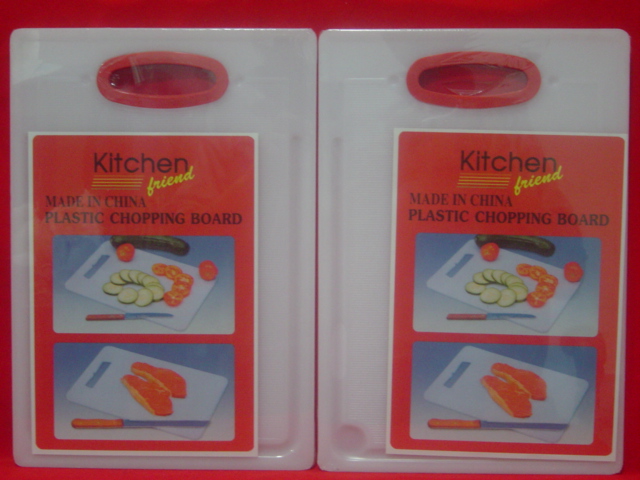 Kitchen
friend
MADE IN CHINA
PLASTIC CHOPPING BOARD
Kitchen
friend
MADE IN CHINA
PLASTIC CHOPPING BOARD